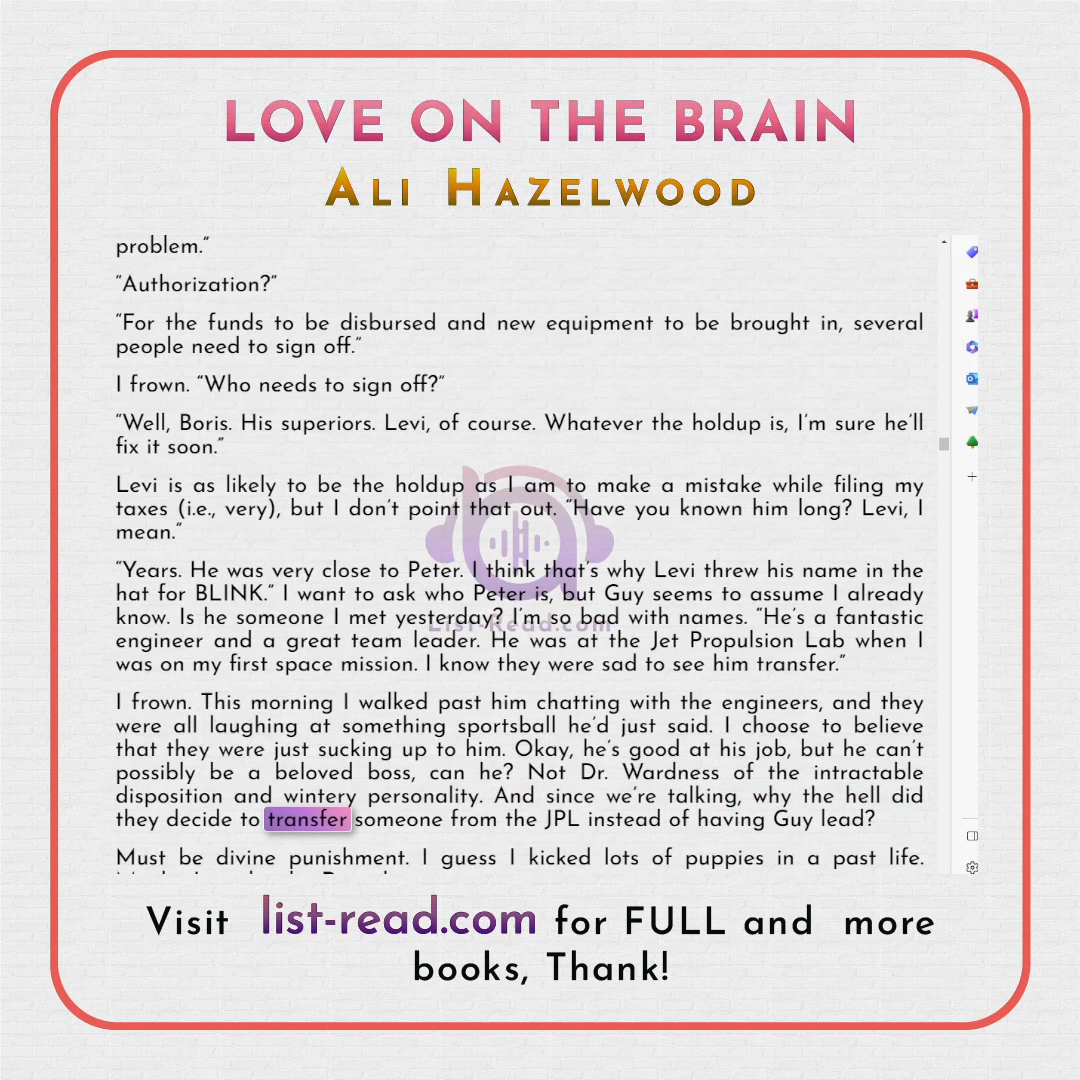 LOVE ON THE BRAIN
ALI HAZELWOOD
problem.”
“Authorization?”
“For the funds to be disbursed and new equipment to be brought in, several
people need to sign off.”
I frown. “Who needs to sign off?”
“Well, Boris. His superiors. Levi, of course. Whatever the holdup is, I’m sure he’ll
fix it soon.”
Levi is as likely to be the holdup as I am to make a mistake while filing my
taxes (i.e., very), but I don’t point that out. “Have you known him long? Levi, I
mean.”
“Years. He was very close to Peter. I think that’s why Levi threw his name in the
hat for BLINK.” I want to ask who Peter is, but Guy seems to assume I already
know. Is he someone I met yesterday? I’m so bad with names. “He’s a fantastic
engineer and a great team leader. He was at the Jet Propulsion Lab when I
was on my first space mission. I know they were sad to see him transfer.”
List-Read.com
I frown. This morning I walked past him chatting with the engineers, and they
were all laughing at something sportsball he’d just said. I choose to believe
that they were just sucking up to him. Okay, he’s good at his job, but he can’t
possibly be a beloved boss, can he? Not Dr. Wardness of the intractable
disposition and wintery personality. And since we’re talking, why the hell did
they decide to transfer someone from the JPL instead of having Guy lead?
Must be divine punishment. I guess I kicked lots of puppies in a past life.
Visit list-read.com for FULL and more
books, Thank!